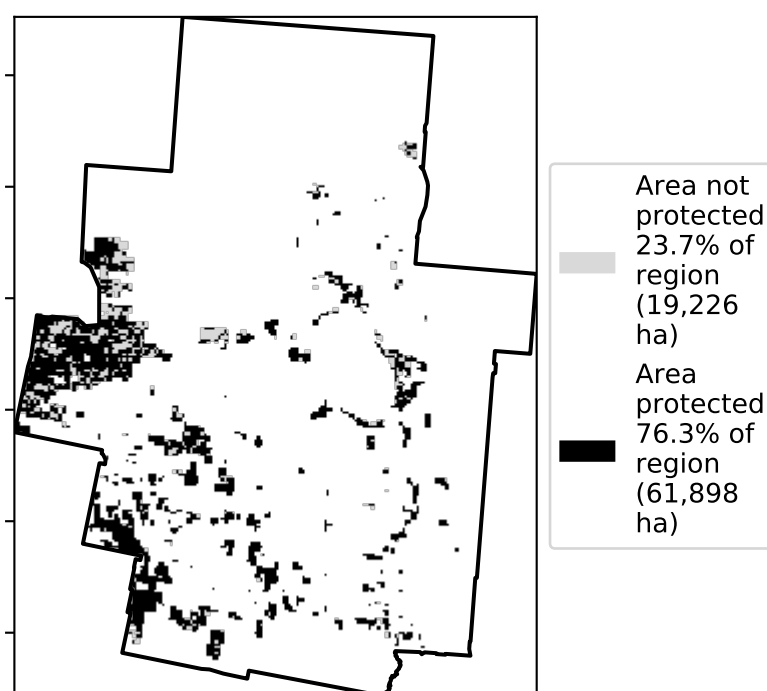 Area not
protected
23.7% of
region
(19,226
ha)
Area
protected
76.3% of
region
(61,898
ha)